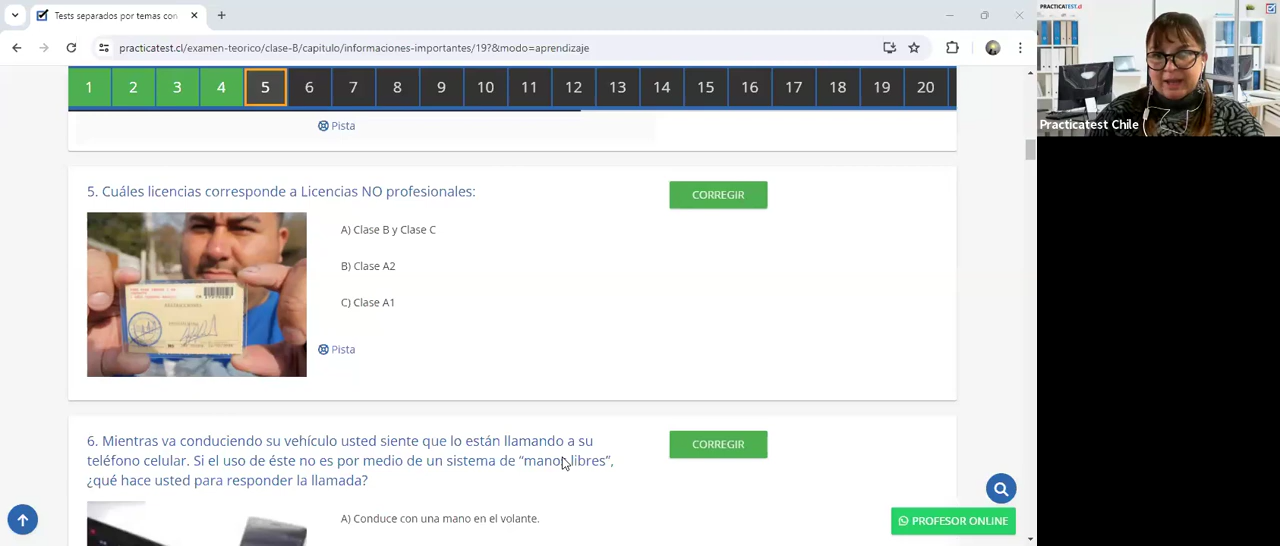 Tests separados por temas con
practicatest.cl/examen-teorico/clase-B/capitulo/informaciones-importantes/19?&modo=aprendizaje
1 2 3 4 5 6 7 8 9 10 11 12 13 14 15 16 17 18 19 20
Pista
5. Cuáles licencias corresponde a Licencias NO profesionales:
CORREGIR
A) Clase B y Clase C
B) Clase A2
C) Clase A1
Pista
6. Mientras va conduciendo su vehículo usted siente que lo están llamando a su
teléfono celular. Si el uso de éste no es por medio de un sistema de “manos libres”,
¿qué hace usted para responder la llamada?
CORREGIR
A) Conduce con una mano en el volante.
PROFESOR ONLINE
PRACTICATEST.cl
Practicatest Chile